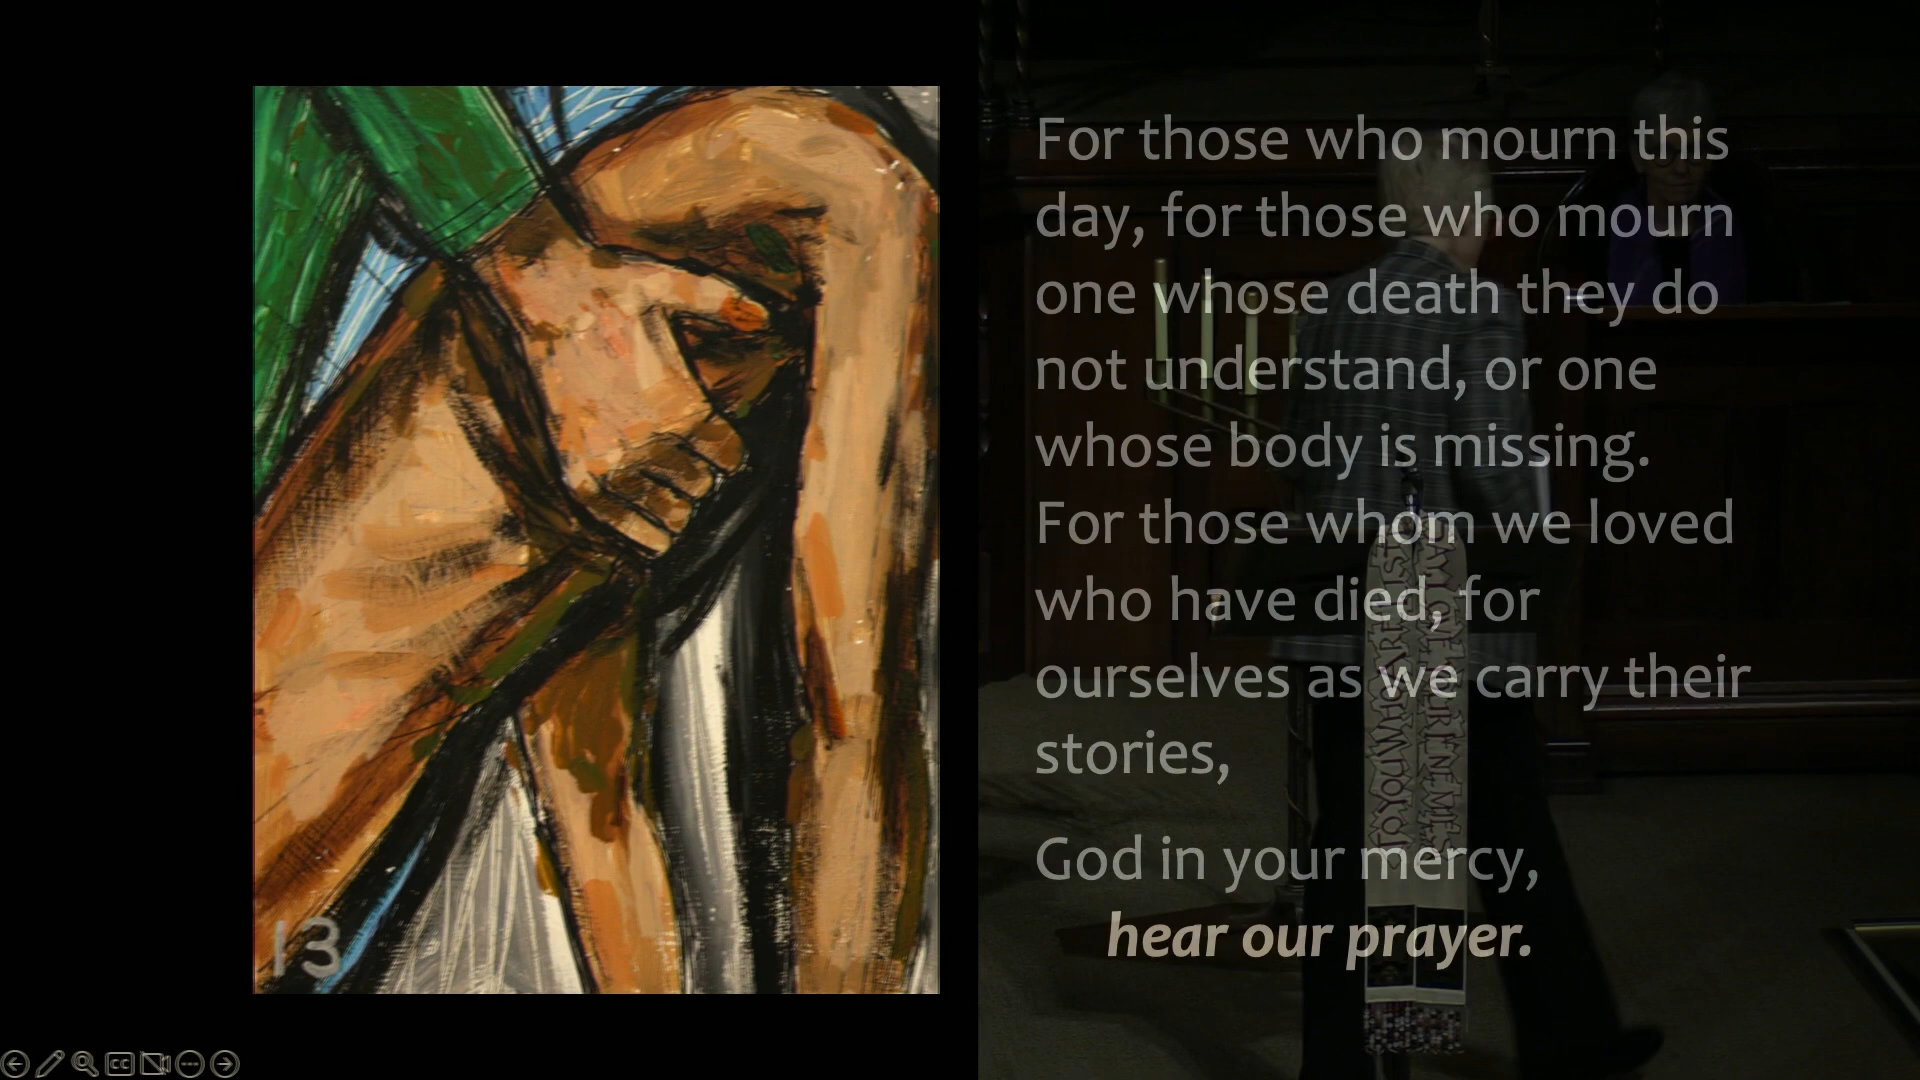 For those who mourn this
day, for those who mourn
one whose death they do
not understand, or one
whose body is missing.
For those whom we loved
who have died, for
ourselves as we carry their
stories,
God in your mercy,
hear our prayer.
13
CC